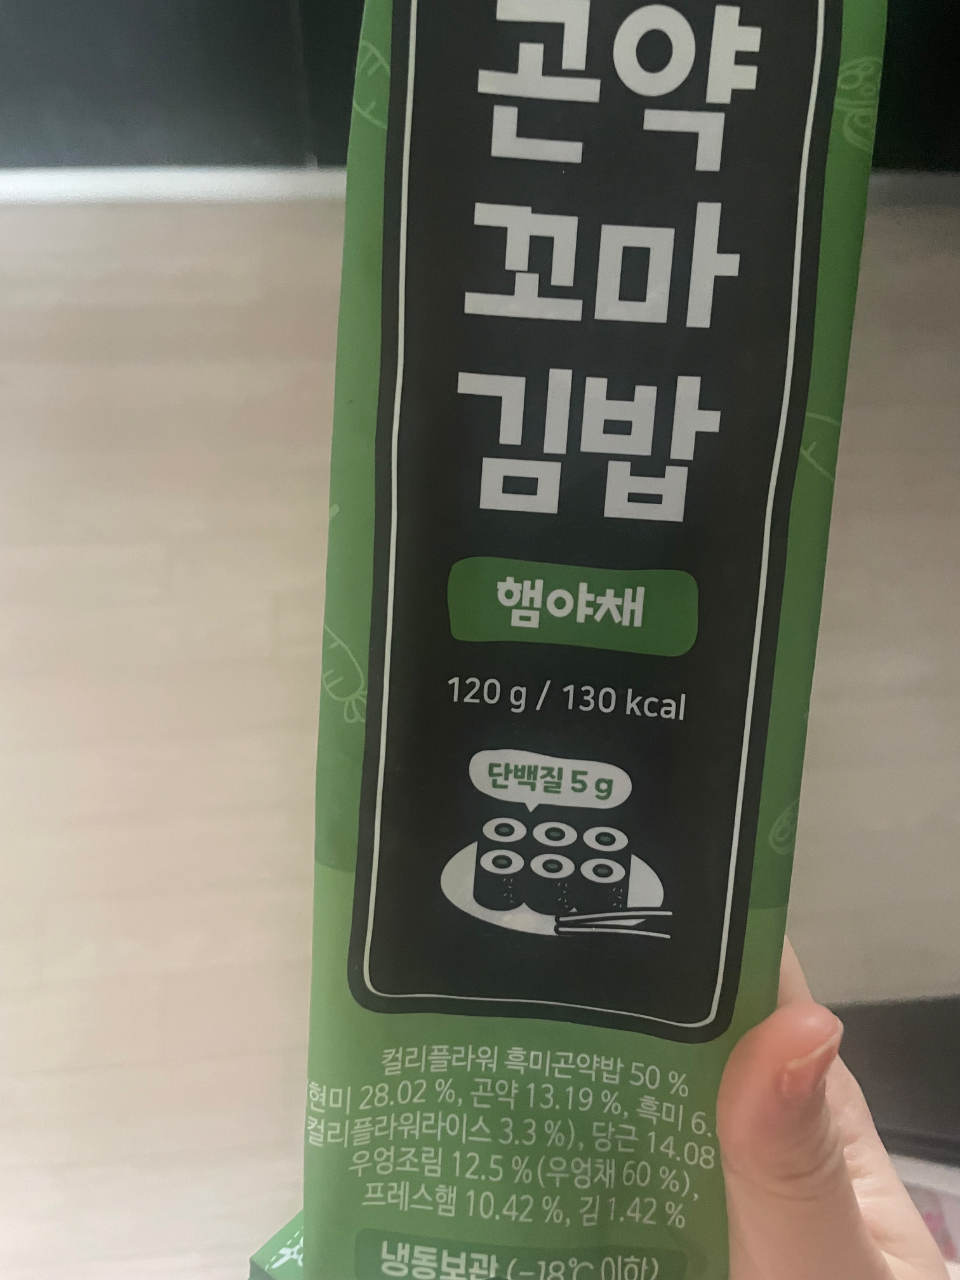 곤약
꼬마
김밥
햄야채
120 g / 130 kcal
단백질 5 g
컬리플라워 흑미곤약밥 50 %
현미 28.02 %, 곤약 13.19 %, 흑미 6.
컬리플라워라이스 3.3 %), 당근 14.08
우엉조림 12.5 % (우엉채 60 %),
프레스햄 10.42 %, 김 1.42 %
냉동보관 (-18℃ 이하)